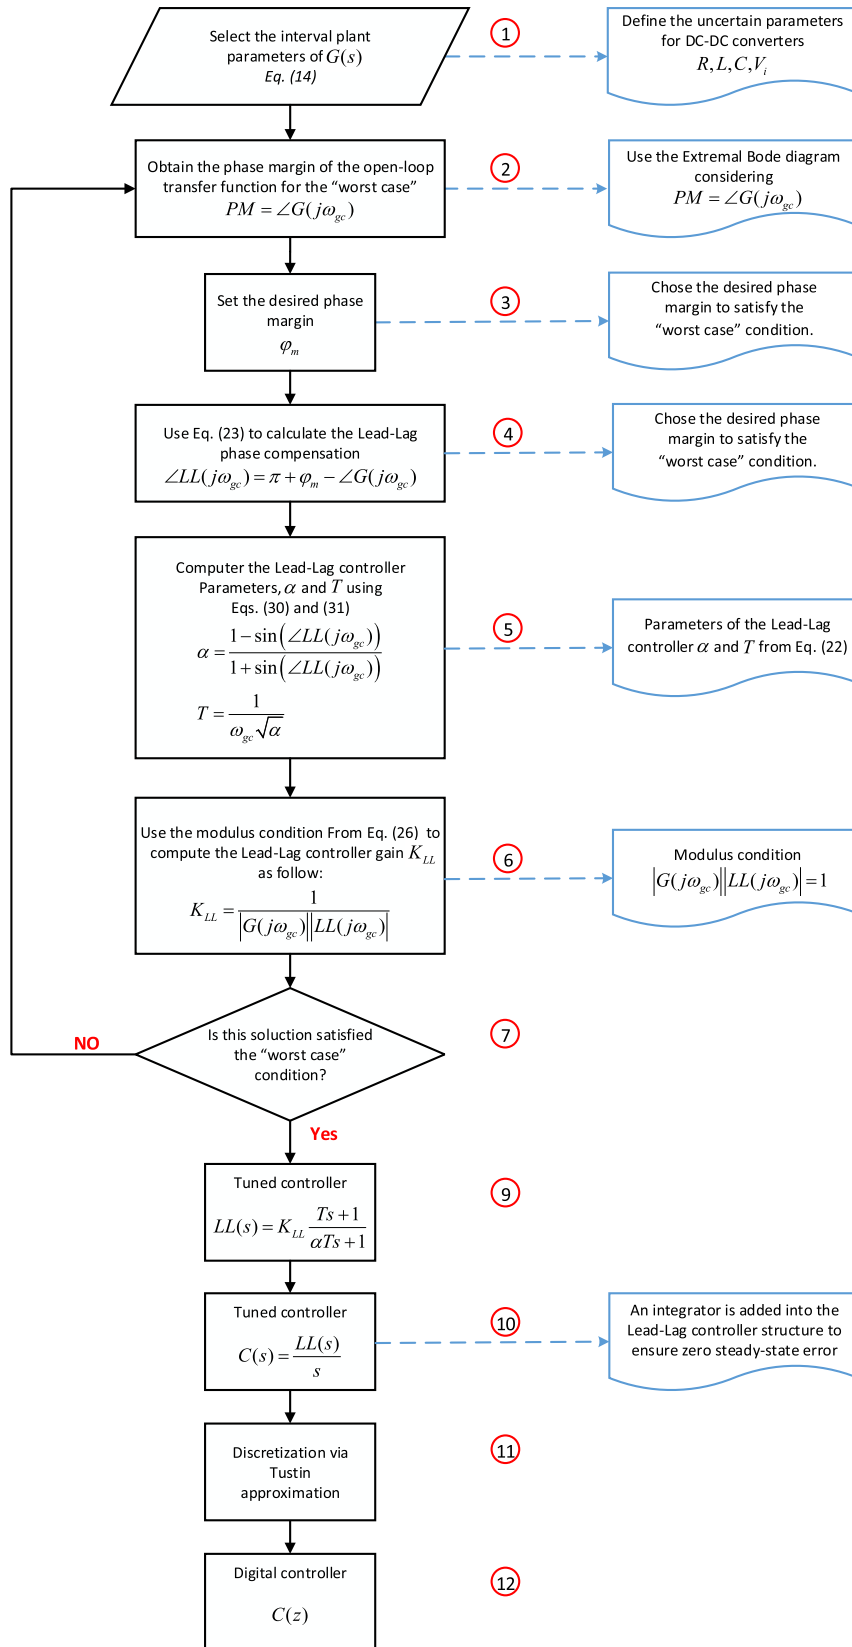 Select the interval plant
parameters of G(s)
Eq. (14)
1
Define the uncertain parameters
for DC-DC converters
R, L, C, V_i
Obtain the phase margin of the open-loop
transfer function for the “worst case”
PM = ∠G(jω_gc)
2
Use the Extremal Bode diagram
considering
PM = ∠G(jω_gc)
Set the desired phase
margin
φ_m
3
Chose the desired phase
margin to satisfy the
“worst case” condition.
Use Eq. (23) to calculate the Lead-Lag
phase compensation
∠LL(jω_gc) = π + φ_m − ∠G(jω_gc)
4
Chose the desired phase
margin to satisfy the
“worst case” condition.
Computer the Lead-Lag controller
Parameters, α and T using
Eqs. (30) and (31)
α = (1 − sin(∠LL(jω_gc))) / (1 + sin(∠LL(jω_gc)))
T = 1 / (ω_gc √α)
5
Parameters of the Lead-Lag
controller α and T from Eq. (22)
Use the modulus condition From Eq. (26) to
compute the Lead-Lag controller gain K_LL
as follow:
K_LL = 1 / (|G(jω_gc)||LL(jω_gc)|)
6
Modulus condition
|G(jω_gc)||LL(jω_gc)| = 1
Is this soluction satisfied
the “worst case”
condition?
7
NO
Yes
Tuned controller
LL(s) = K_LL (Ts + 1) / (αTs + 1)
9
Tuned controller
C(s) = LL(s) / s
10
An integrator is added into the
Lead-Lag controller structure to
ensure zero steady-state error
Discretization via
Tustin
approximation
11
Digital controller
C(z)
12